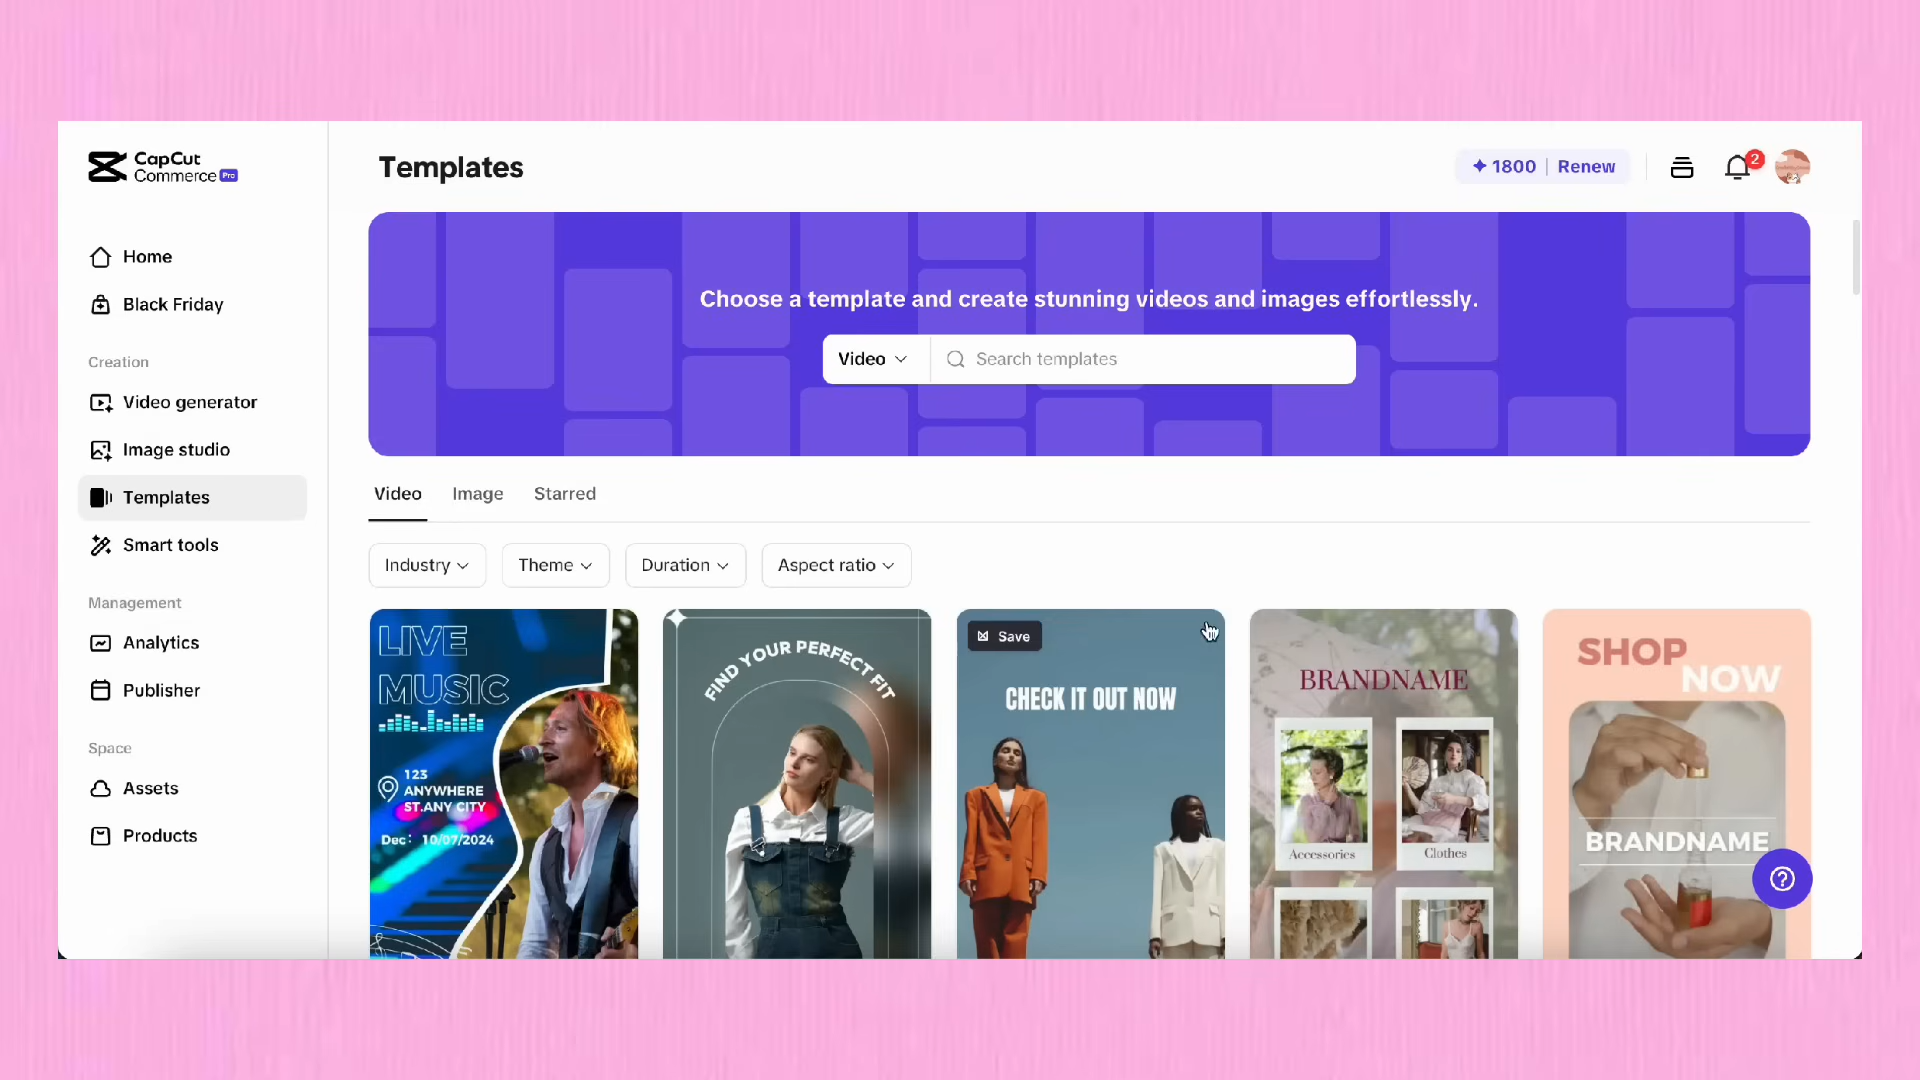 CapCut
Commerce Pro
Templates
1800 | Renew
2
Home
Black Friday
Creation
Video generator
Image studio
Templates
Smart tools
Management
Analytics
Publisher
Space
Assets
Products
Choose a template and create stunning videos and images effortlessly.
Video
Search templates
Video
Image
Starred
Industry
Theme
Duration
Aspect ratio
LIVE
MUSIC
123
ANYWHERE
ST.ANY CITY
Dec: 10/07/2024
FIND YOUR PERFECT FIT
Save
CHECK IT OUT NOW
BRANDNAME
Accessories
Clothes
SHOP
NOW
BRANDNAME